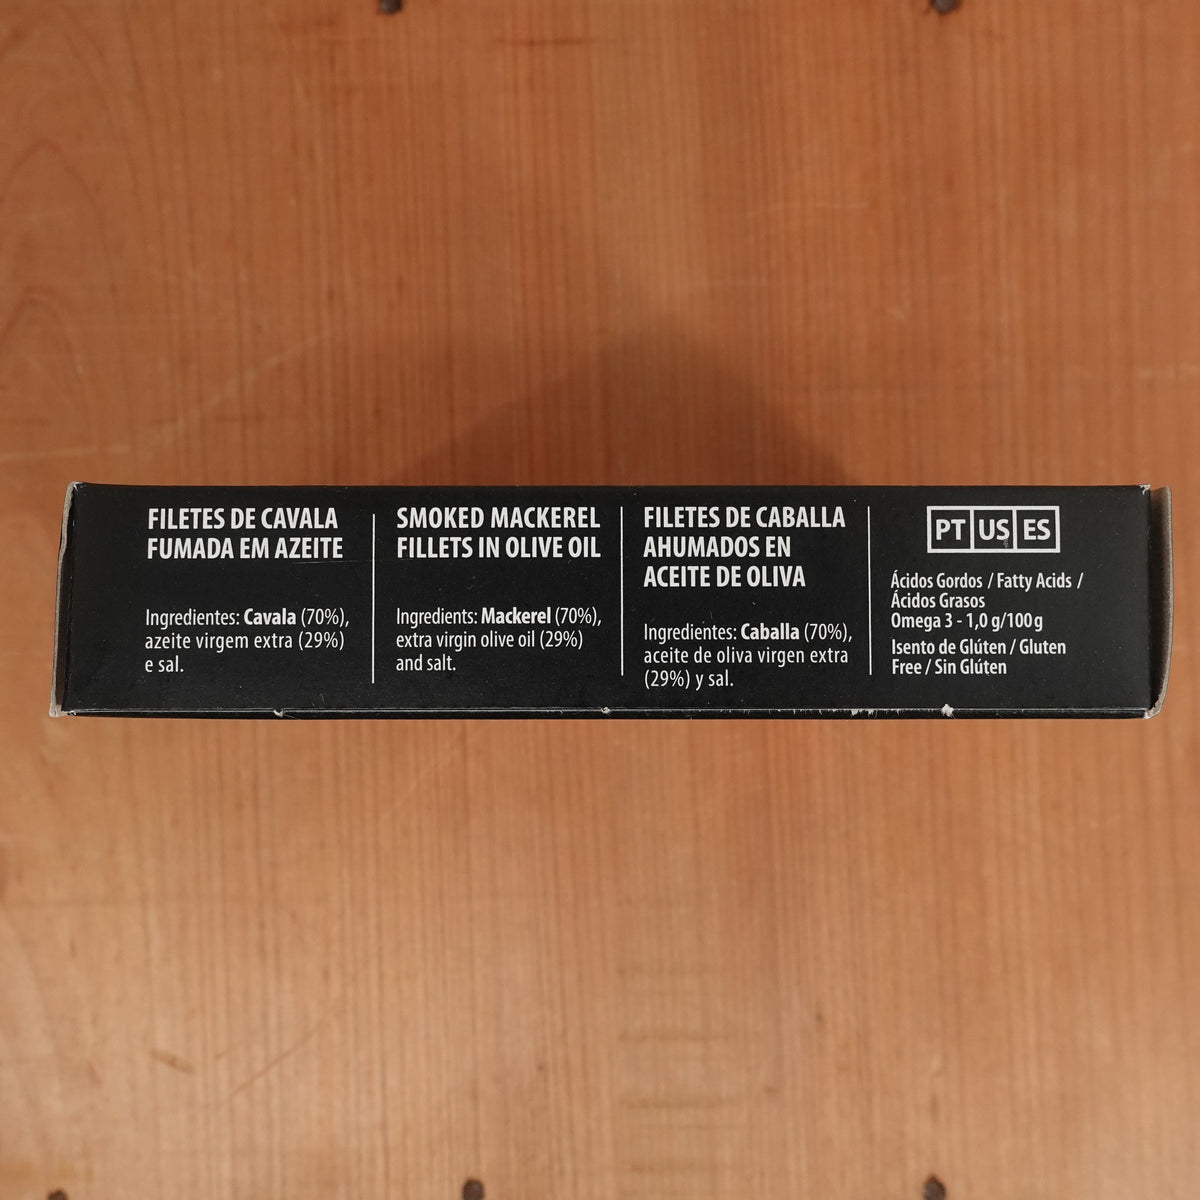 FILETES DE CAVALA
FUMADA EM AZEITE
Ingredientes: Cavala (70%),
azeite virgem extra (29%)
e sal.
SMOKED MACKEREL
FILLETS IN OLIVE OIL
Ingredients: Mackerel (70%),
extra virgin olive oil (29%)
and salt.
FILETES DE CABALLA
AHUMADOS EN
ACEITE DE OLIVA
Ingredientes: Caballa (70%),
aceite de oliva virgen extra
(29%) y sal.
PT US ES
Ácidos Gordos / Fatty Acids /
Ácidos Grasos
Omega 3 - 1,0 g/100g
Isento de Glúten / Gluten
Free / Sin Glúten